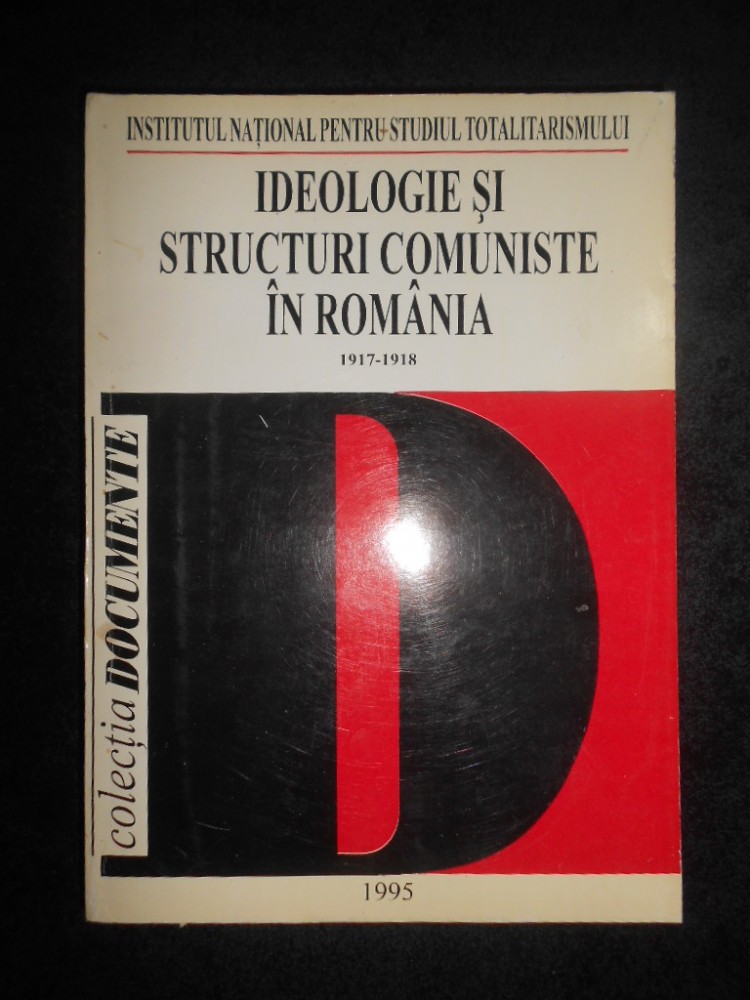 INSTITUTUL NAȚIONAL PENTRU STUDIUL TOTALITARISMULUI
IDEOLOGIE ȘI
STRUCTURI COMUNISTE
ÎN ROMÂNIA
1917-1918
colecția DOCUMENTE
1995